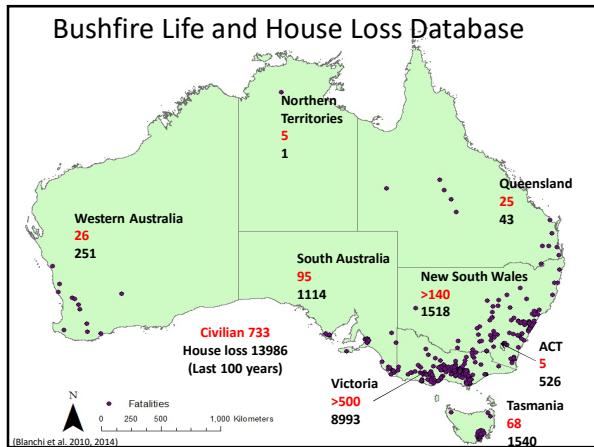 Bushfire Life and House Loss Database
Northern
Territories
5
1
Queensland
25
43
Western Australia
26
251
South Australia
95
1114
New South Wales
>140
1518
Civilian 733
House loss 13986
(Last 100 years)
ACT
5
526
Victoria
>500
8993
Tasmania
68
1540
N
Fatalities
0 250 500 1,000 Kilometers
(Blanchi et al. 2010, 2014)